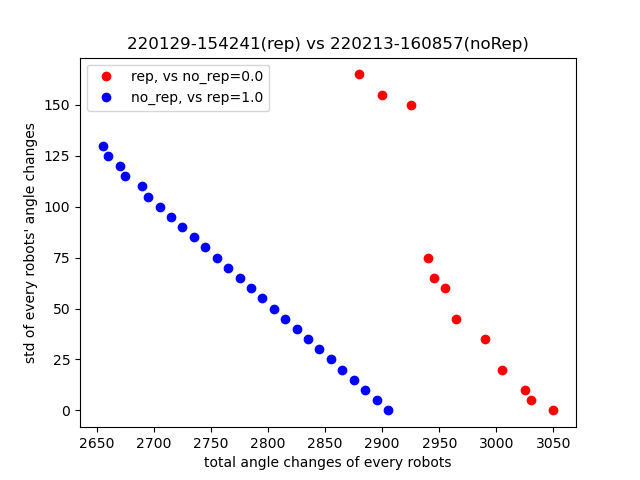 220129-154241(rep) vs 220213-160857(noRep)
rep, vs no_rep=0.0
no_rep, vs rep=1.0
std of every robots' angle changes
150
125
100
75
50
25
0
2650 2700 2750 2800 2850 2900 2950 3000 3050
total angle changes of every robots